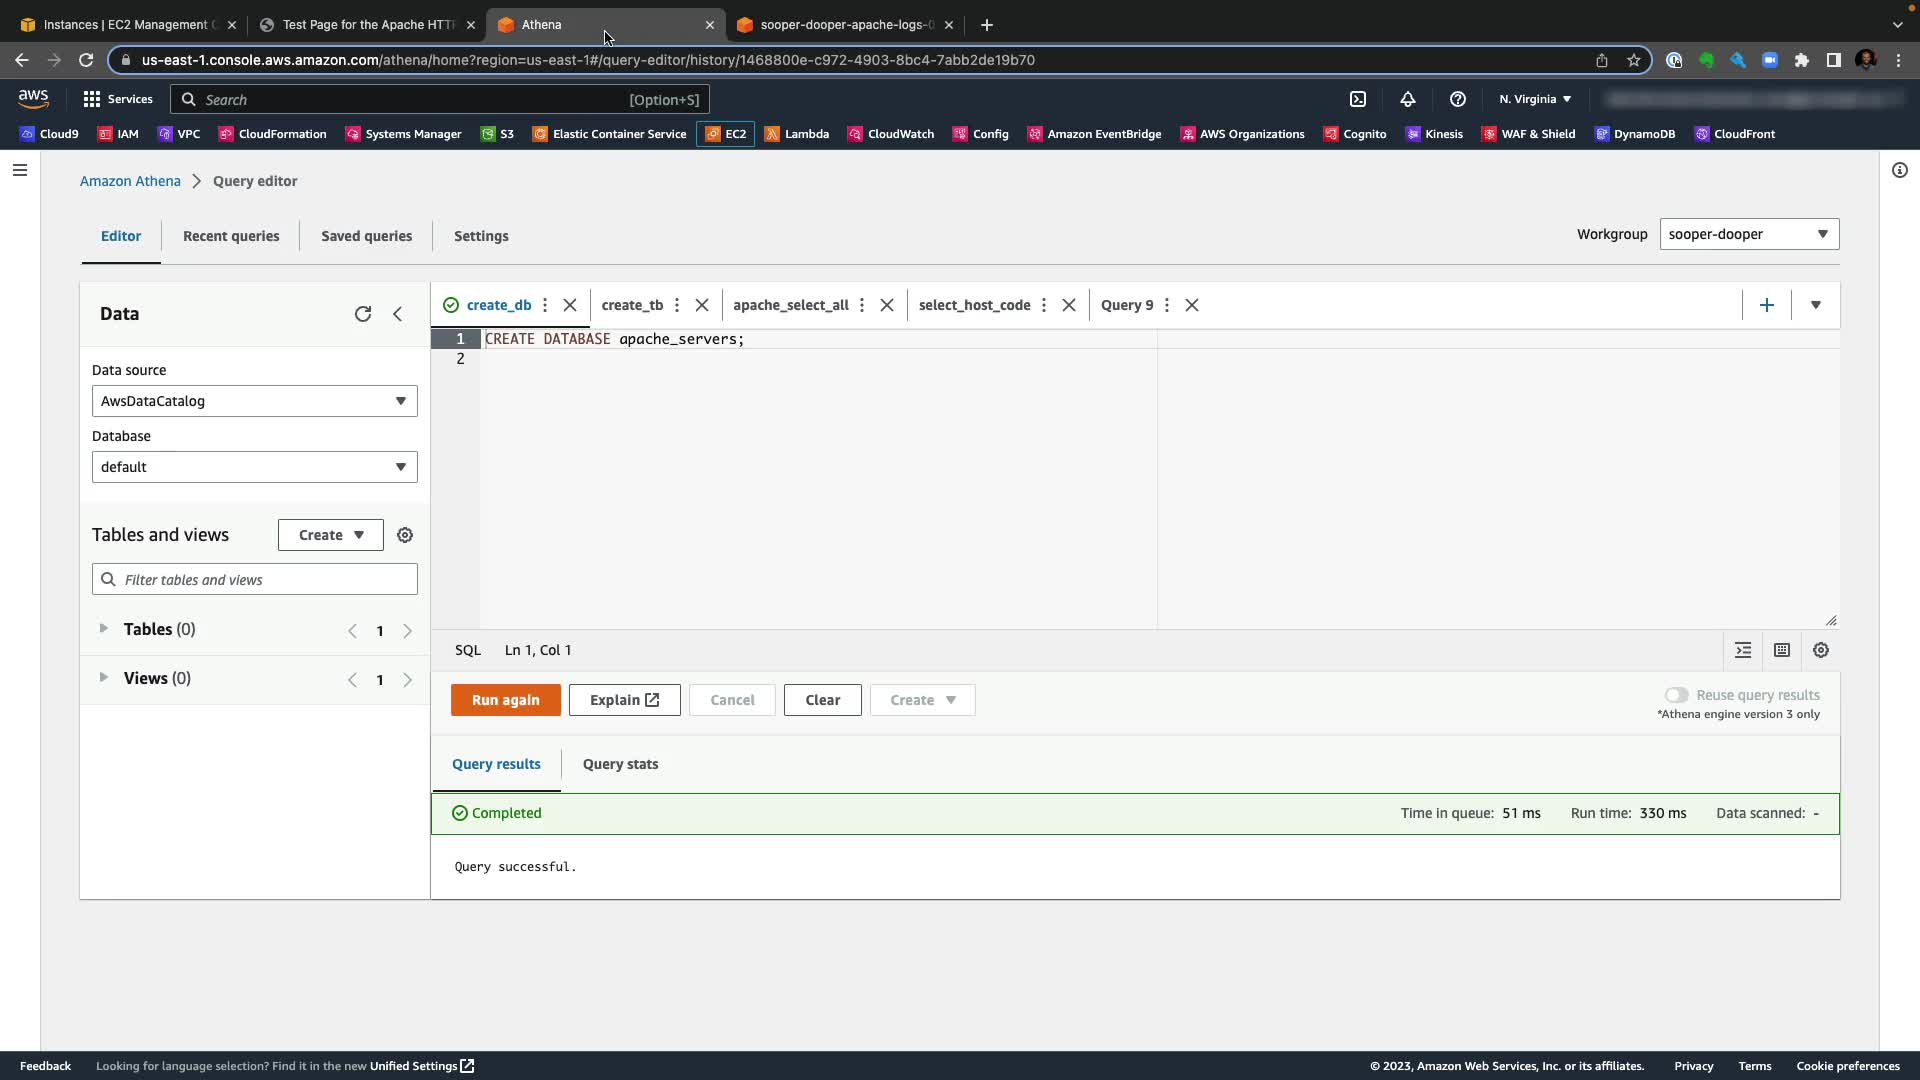 Instances | EC2 Management C
Test Page for the Apache HTT
Athena
sooper-dooper-apache-logs-0
us-east-1.console.aws.amazon.com/athena/home?region=us-east-1#/query-editor/history/1468800e-c972-4903-8bc4-7abb2de19b70
aws
Services
Search
[Option+S]
N. Virginia
Cloud9
IAM
VPC
CloudFormation
Systems Manager
S3
Elastic Container Service
EC2
Lambda
CloudWatch
Config
Amazon EventBridge
AWS Organizations
Cognito
Kinesis
WAF & Shield
DynamoDB
CloudFront
Amazon Athena
Query editor
Editor
Recent queries
Saved queries
Settings
Workgroup
sooper-dooper
Data
Data source
AwsDataCatalog
Database
default
Tables and views
Create
Filter tables and views
Tables (0)
1
Views (0)
1
create_db
create_tb
apache_select_all
select_host_code
Query 9
1 CREATE DATABASE apache_servers;
2
SQL
Ln 1, Col 1
Run again
Explain
Cancel
Clear
Create
Reuse query results
*Athena engine version 3 only
Query results
Query stats
Completed
Time in queue: 51 ms
Run time: 330 ms
Data scanned: -
Query successful.
Feedback
Looking for language selection? Find it in the new Unified Settings
© 2023, Amazon Web Services, Inc. or its affiliates.
Privacy
Terms
Cookie preferences